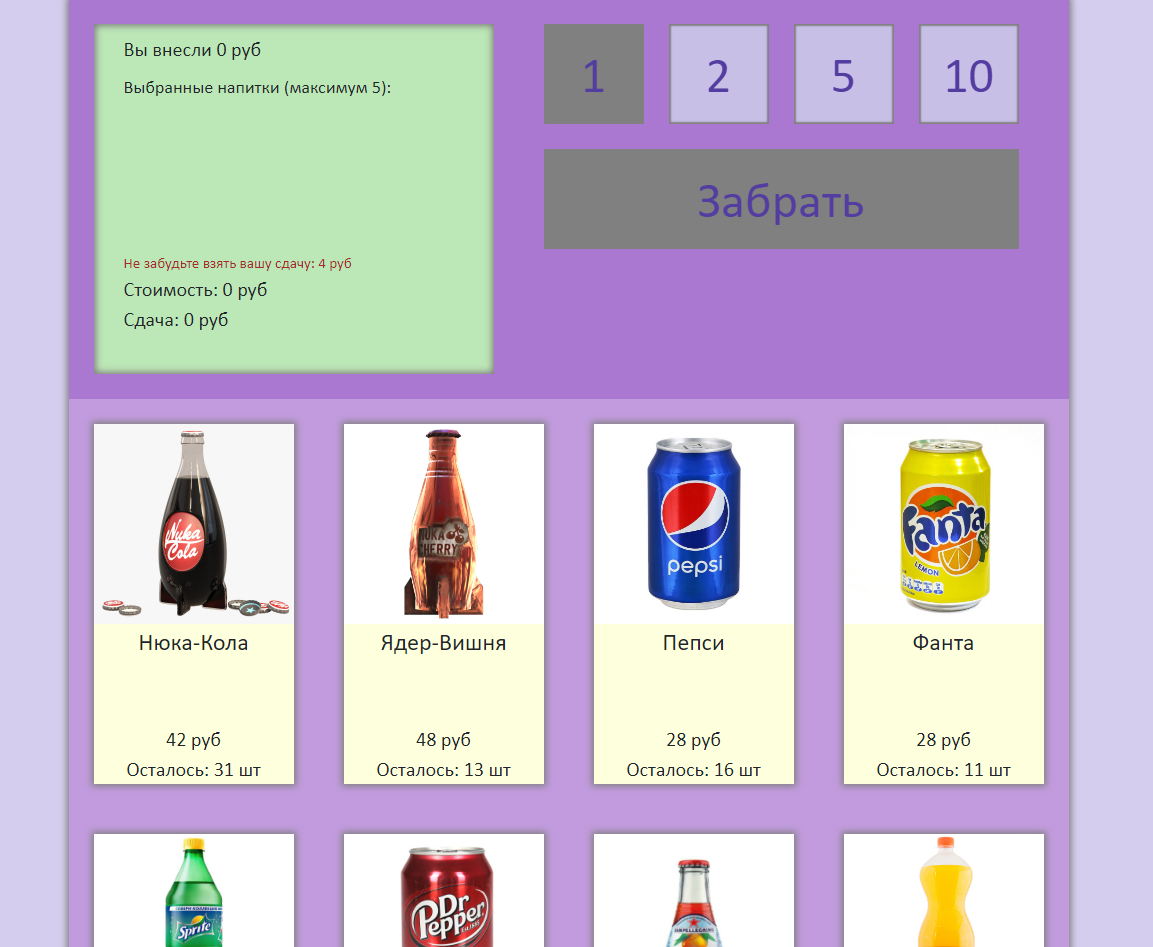 Вы внесли 0 руб
Выбранные напитки (максимум 5):
Не забудьте взять вашу сдачу: 4 руб
Стоимость: 0 руб
Сдача: 0 руб
1
2
5
10
Забрать
Nuka
Cola
NUKA
CHERRY
pepsi
Fanta
LEMON
Нюка-Кола
Ядер-Вишня
Пепси
Фанта
42 руб
48 руб
28 руб
28 руб
Осталось: 31 шт
Осталось: 13 шт
Осталось: 16 шт
Осталось: 11 шт
Sprite
Dr
Pepper
SANPELLEGRINO